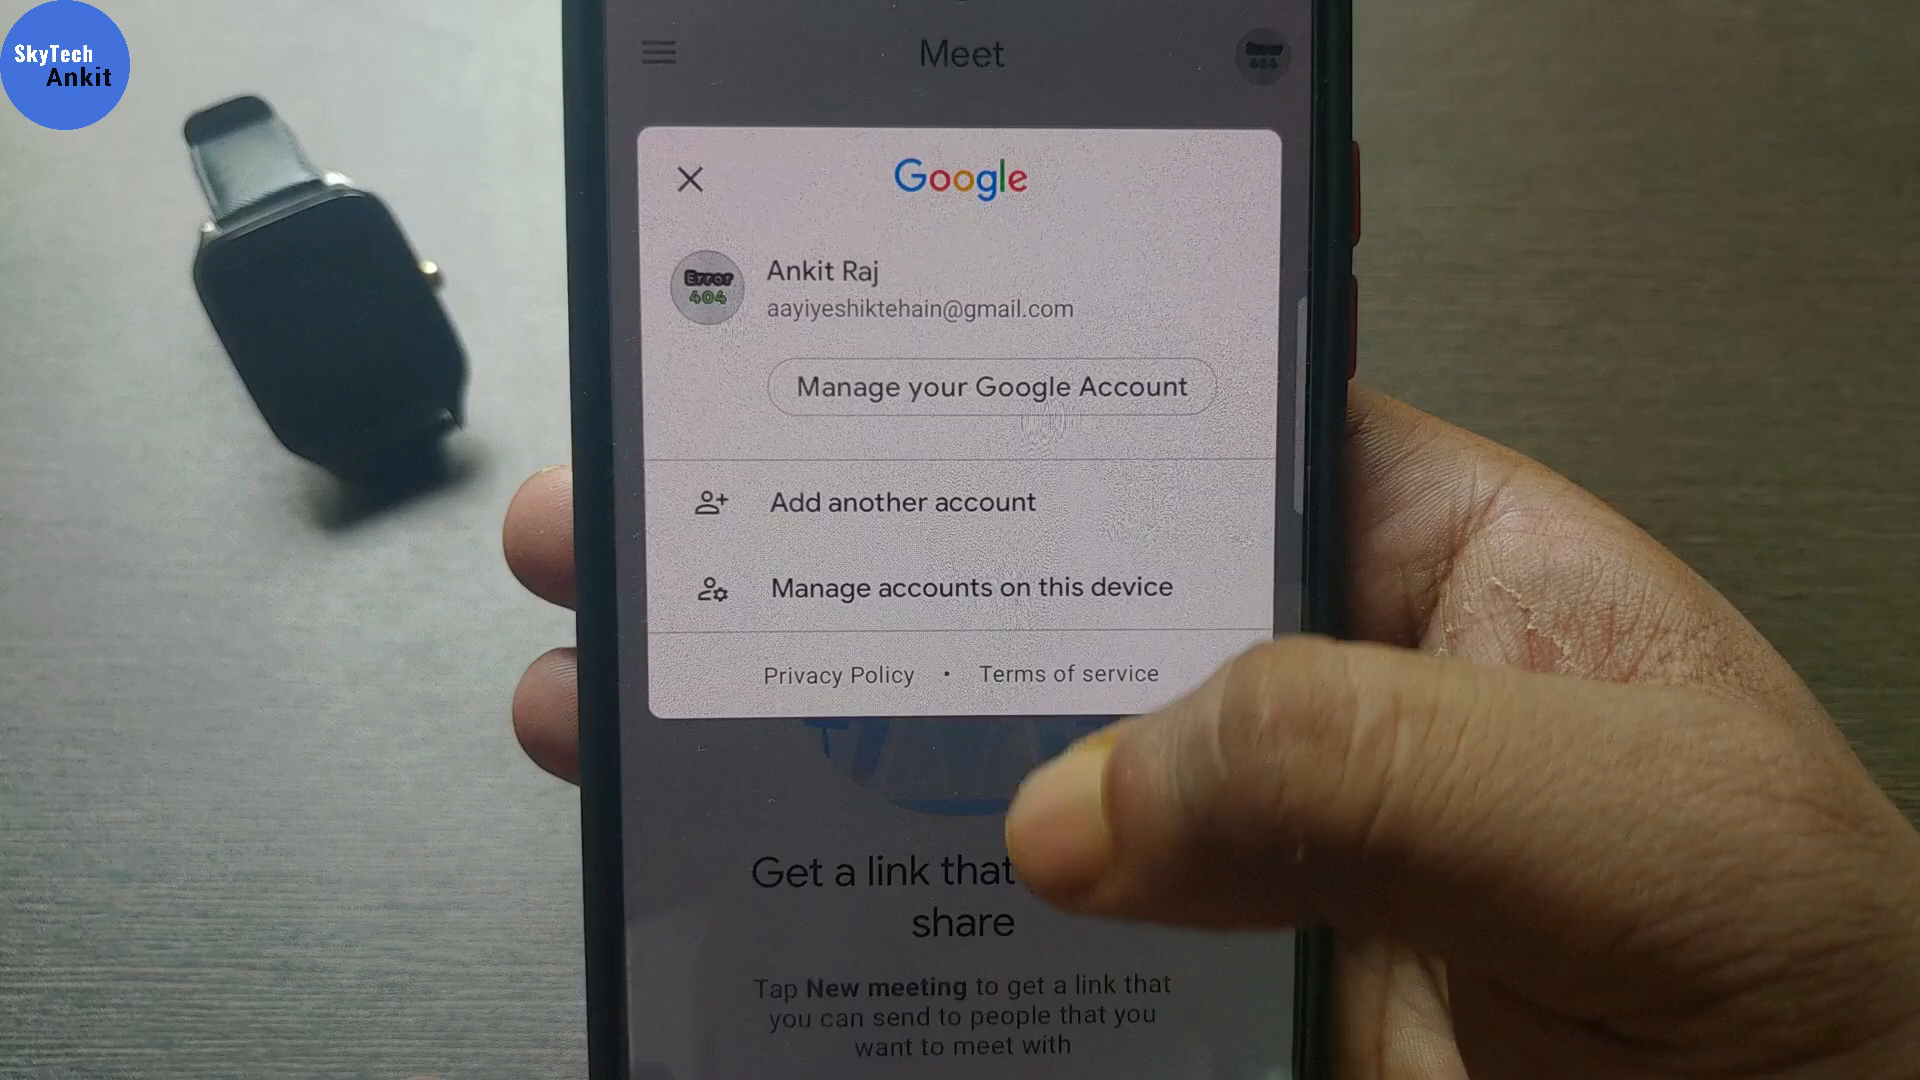 SkyTech
Ankit
Meet
Google
Error
404
Ankit Raj
aayiyeshiktehain@gmail.com
Manage your Google Account
Add another account
Manage accounts on this device
Privacy Policy • Terms of service
Get a link that
share
Tap New meeting to get a link that
you can send to people that you
want to meet with